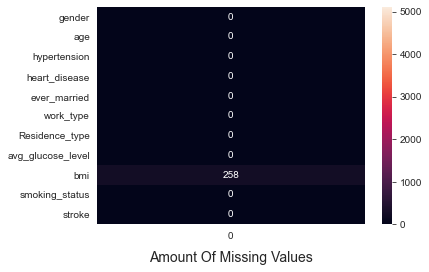 gender 0
age 0
hypertension 0
heart_disease 0
ever_married 0
work_type 0
Residence_type 0
avg_glucose_level 0
bmi 258
smoking_status 0
stroke 0
0
Amount Of Missing Values
5000
4000
3000
2000
1000
0